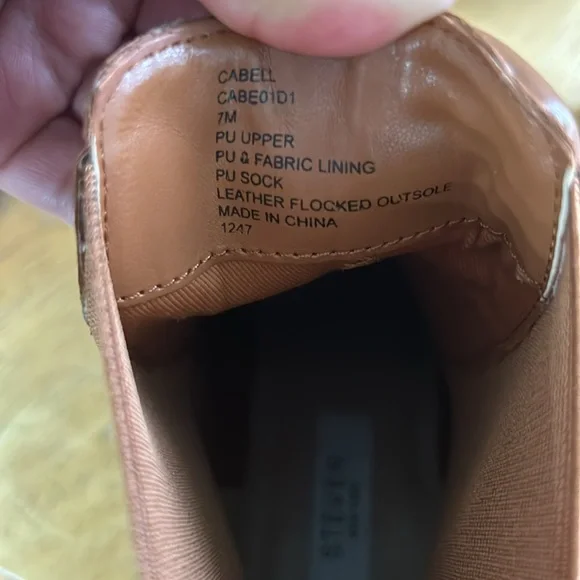 CABELL
CABE01D1
7M
PU UPPER
PU & FABRIC LINING
PU SOCK
LEATHER FLOCKED OUTSOLE
MADE IN CHINA
1247